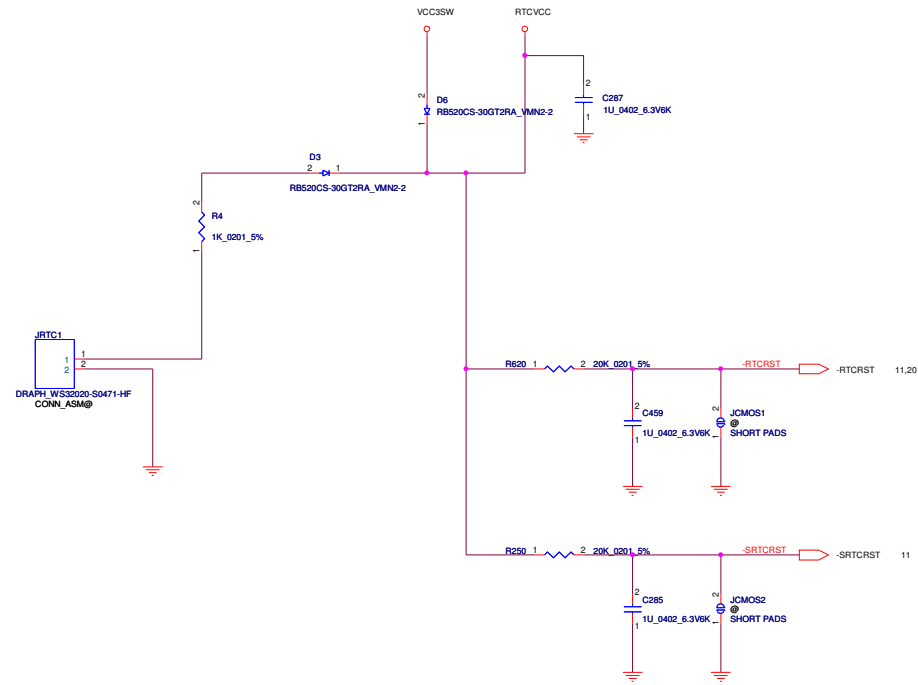 VCC3SW RTCVCC
2
C287
1U_0402_6.3V6K
1
2
D6
RB520CS-30GT2RA_VMN2-2
1
D3
2 1
RB520CS-30GT2RA_VMN2-2
2
R4
1K_0201_5%
1
JRTC1
1 1
2 2
DRAPH_WS32020-S0471-HF
CONN_ASM@
R620 1 2 20K_0201_5% -RTCRST -RTCRST 11,20
2
C459
1U_0402_6.3V6K
1
2
JCMOS1
@
SHORT PADS
1
R250 1 2 20K_0201_5% -SRTCRST -SRTCRST 11
2
C285
1U_0402_6.3V6K
1
2
JCMOS2
@
SHORT PADS
1